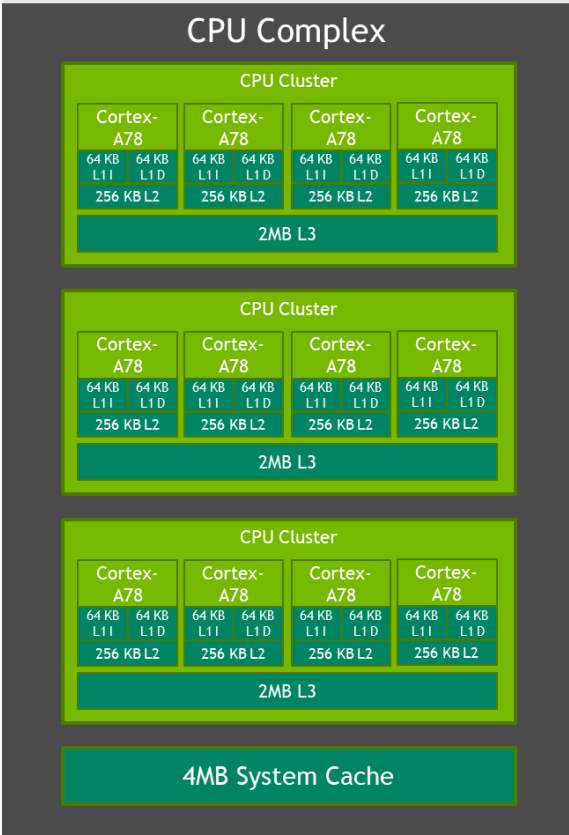 CPU Complex
CPU Cluster
Cortex-
A78
64 KB
L1 I
64 KB
L1 D
256 KB L2
Cortex-
A78
64 KB
L1 I
64 KB
L1 D
256 KB L2
Cortex-
A78
64 KB
L1 I
64 KB
L1 D
256 KB L2
Cortex-
A78
64 KB
L1 I
64 KB
L1 D
256 KB L2
2MB L3
CPU Cluster
Cortex-
A78
64 KB
L1 I
64 KB
L1 D
256 KB L2
Cortex-
A78
64 KB
L1 I
64 KB
L1 D
256 KB L2
Cortex-
A78
64 KB
L1 I
64 KB
L1 D
256 KB L2
Cortex-
A78
64 KB
L1 I
64 KB
L1 D
256 KB L2
2MB L3
CPU Cluster
Cortex-
A78
64 KB
L1 I
64 KB
L1 D
256 KB L2
Cortex-
A78
64 KB
L1 I
64 KB
L1 D
256 KB L2
Cortex-
A78
64 KB
L1 I
64 KB
L1 D
256 KB L2
Cortex-
A78
64 KB
L1 I
64 KB
L1 D
256 KB L2
2MB L3
4MB System Cache